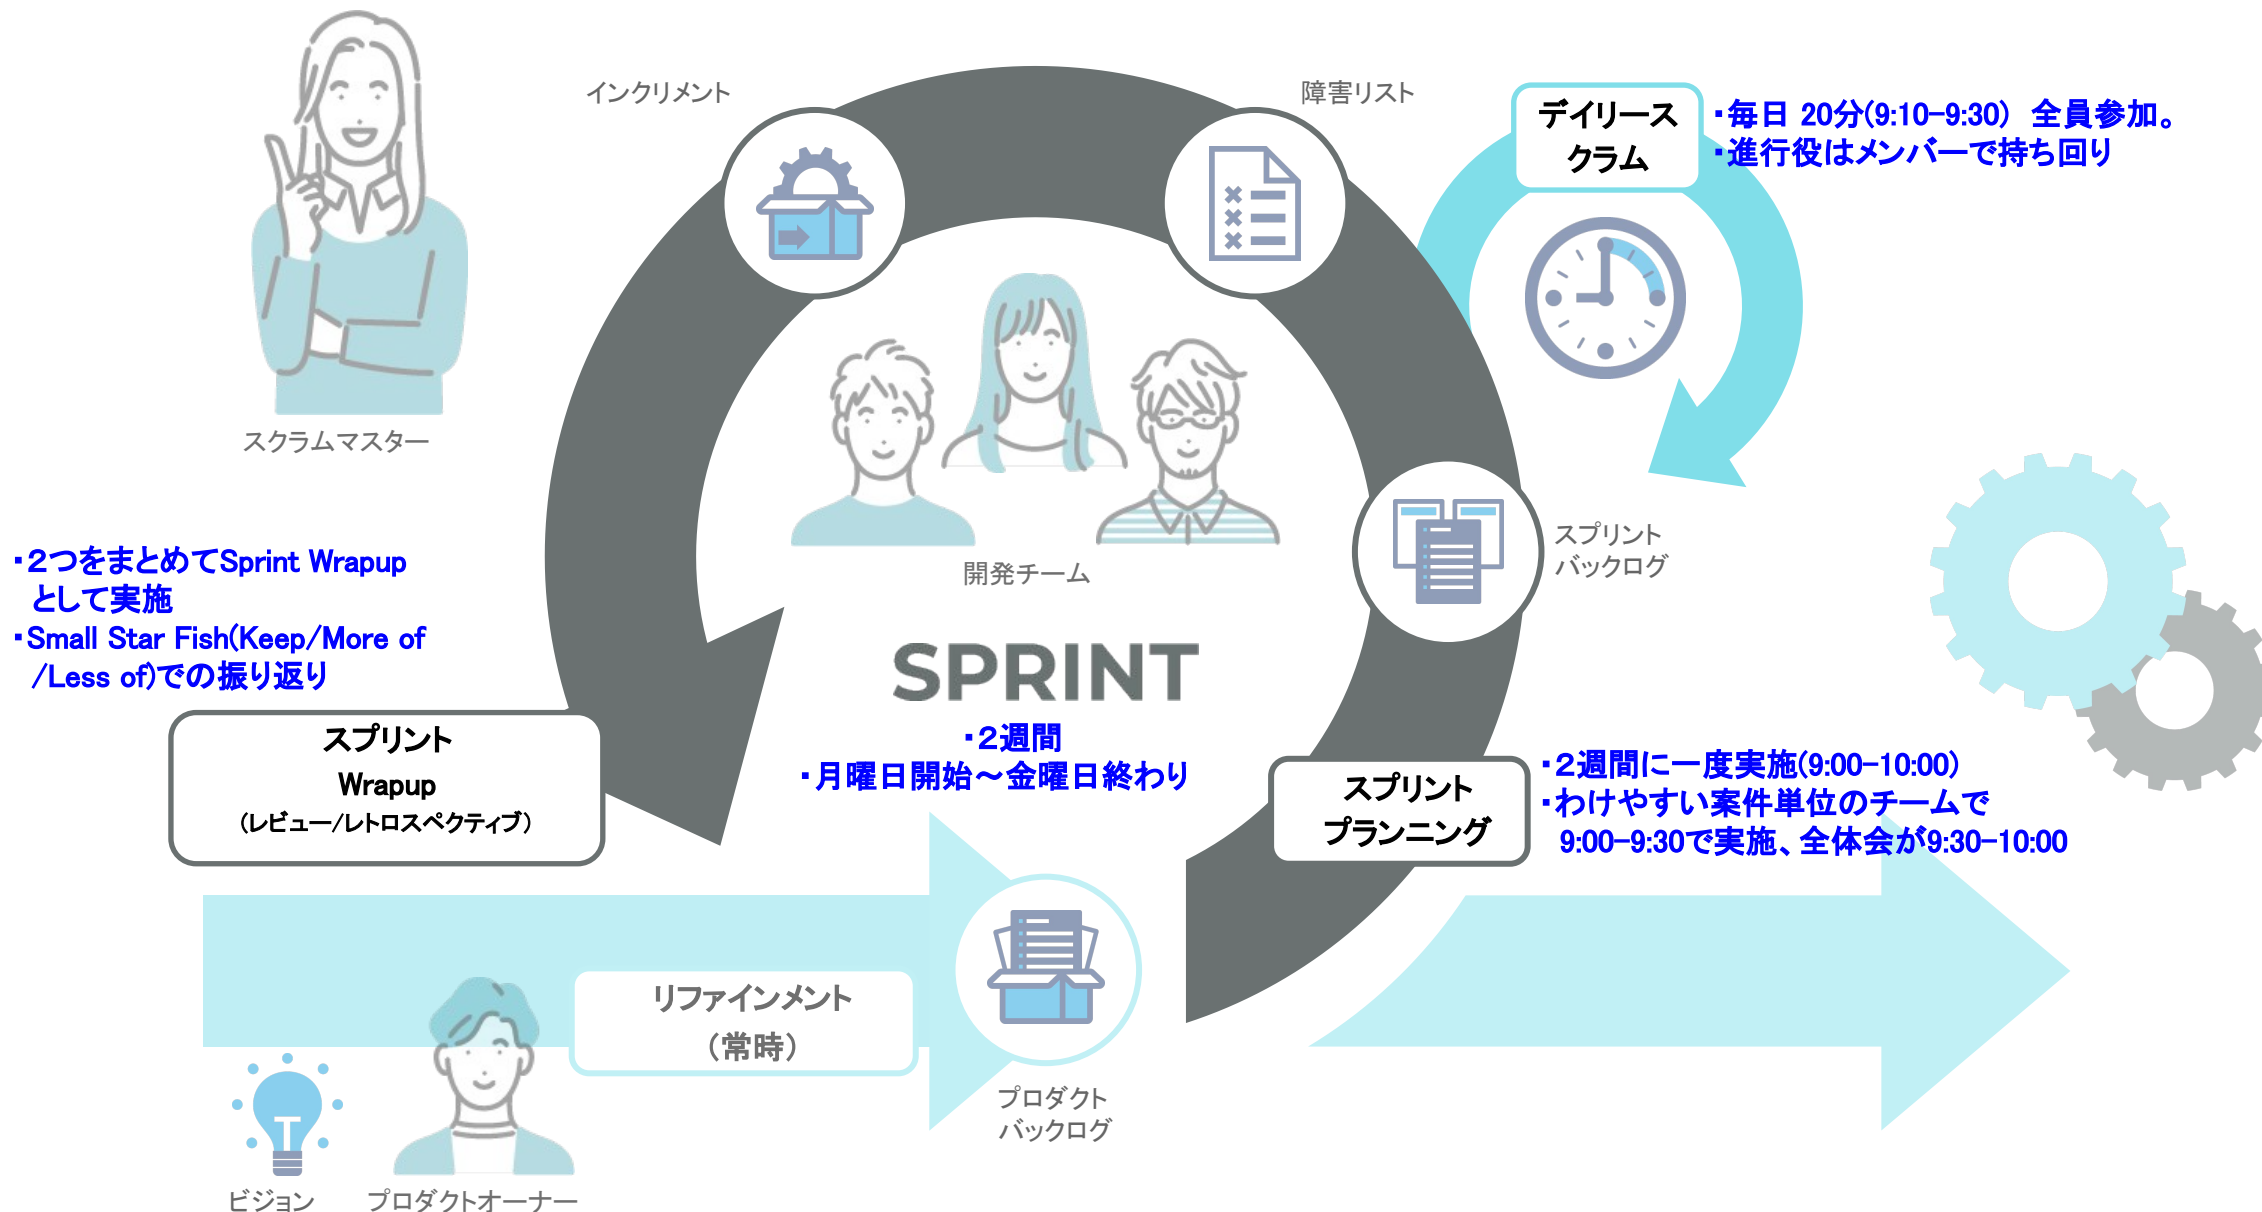 インクリメント
障害リスト
デイリース
クラム
・毎日 20分(9:10-9:30) 全員参加。
・進行役はメンバーで持ち回り
スクラムマスター
開発チーム
スプリント
バックログ
・２つをまとめてSprint Wrapup
として実施
・Small Star Fish(Keep/More of
/Less of)での振り返り
SPRINT
・２週間
・月曜日開始～金曜日終わり
スプリント
Wrapup
（レビュー/レトロスペクティブ）
スプリント
プランニング
・２週間に一度実施(9:00-10:00)
・わけやすい案件単位のチームで
9:00-9:30で実施、全体会が9:30-10:00
リファインメント
（常時）
プロダクト
バックログ
ビジョン
プロダクトオーナー